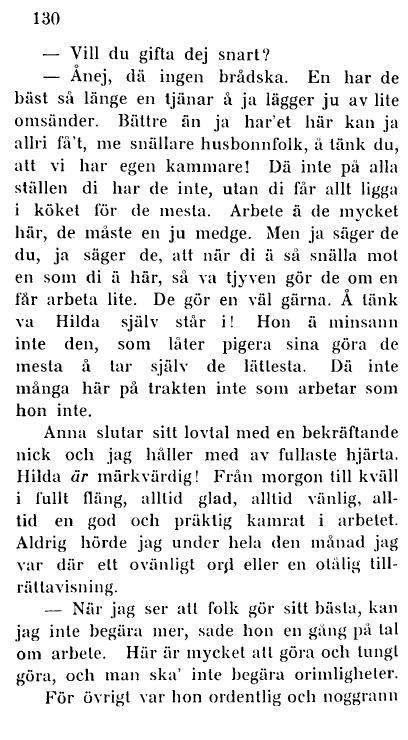 130
— Vill du gifta dej snart?
— Ånej, dä ingen brådska. En har de
bäst så länge en tjänar å ja lägger ju av lite
omsänder. Bättre än ja har'et här kan ja
allri få't, me snällare husbonnfolk, å tänk du,
att vi har egen kammare! Dä inte på alla
ställen di har de inte, utan di får allt ligga
i köket för de mesta. Arbete ä de mycket
här, de måste en ju medge. Men ja säger de
du, ja säger de, att när di ä så snälla mot
en som di ä här, så va tjyven gör de om en
får arbeta lite. De gör en väl gärna. Å tänk
va Hilda själv står i! Hon ä minsann
inte den, som låter pigera sina göra de
mesta å tar själv de lättesta. Dä inte
många här på trakten inte som arbetar som
hon inte.
Anna slutar sitt lovtal med en bekräftande
nick och jag håller med av fullaste hjärta.
Hilda är märkvärdig! Från morgon till kväll
i fullt fläng, alltid glad, alltid vänlig, all-
tid en god och präktig kamrat i arbetet.
Aldrig hörde jag under hela den månad jag
var där ett ovänligt ord eller en otålig till-
rättavisning.
— När jag ser att folk gör sitt bästa, kan
jag inte begära mer, sade hon en gång på tal
om arbete. Här är mycket att göra och tungt
göra, och man ska' inte begära orimligheter.
För övrigt var hon ordentlig och noggrann